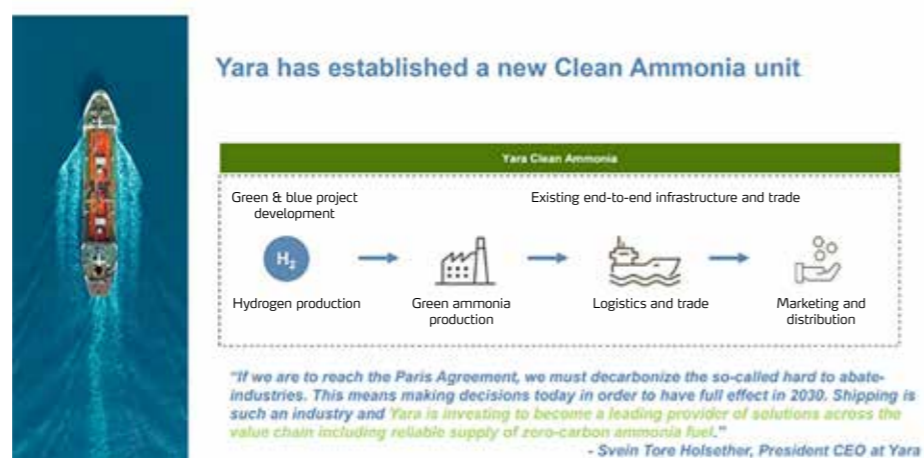 Yara has established a new Clean Ammonia unit
Yara Clean Ammonia
Green & blue project
development
Existing end-to-end infrastructure and trade
H₂
Hydrogen production
Green ammonia
production
Logistics and trade
Marketing and
distribution
"If we are to reach the Paris Agreement, we must decarbonize the so-called hard to abate-
industries. This means making decisions today in order to have full effect in 2030. Shipping is
such an industry and Yara is investing to become a leading provider of solutions across the
value chain including reliable supply of zero-carbon ammonia fuel."
- Svein Tore Holsether, President CEO at Yara